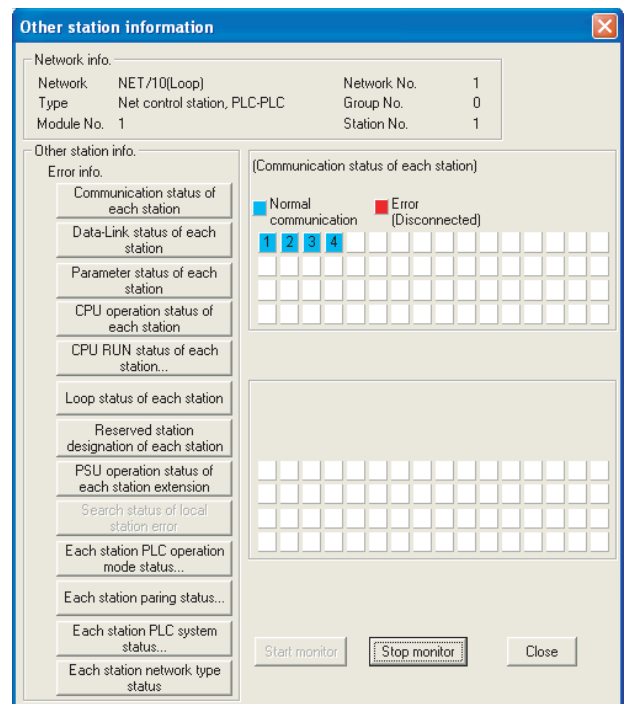 Other station information
Network info.
Network NET/10(Loop) Network No. 1
Type Net control station, PLC-PLC Group No. 0
Module No. 1 Station No. 1
Other station info.
Error info.
Communication status of
each station
Data-Link status of each
station
Parameter status of each
station
CPU operation status of
each station
CPU RUN status of each
station...
Loop status of each station
Reserved station
designation of each station
PSU operation status of
each station extension
Search status of local
station error
Each station PLC operation
mode status...
Each station paring status...
Each station PLC system
status...
Each station network type
status
(Communication status of each station)
Normal
communication
Error
(Disconnected)
1 2 3 4
Start monitor Stop monitor Close